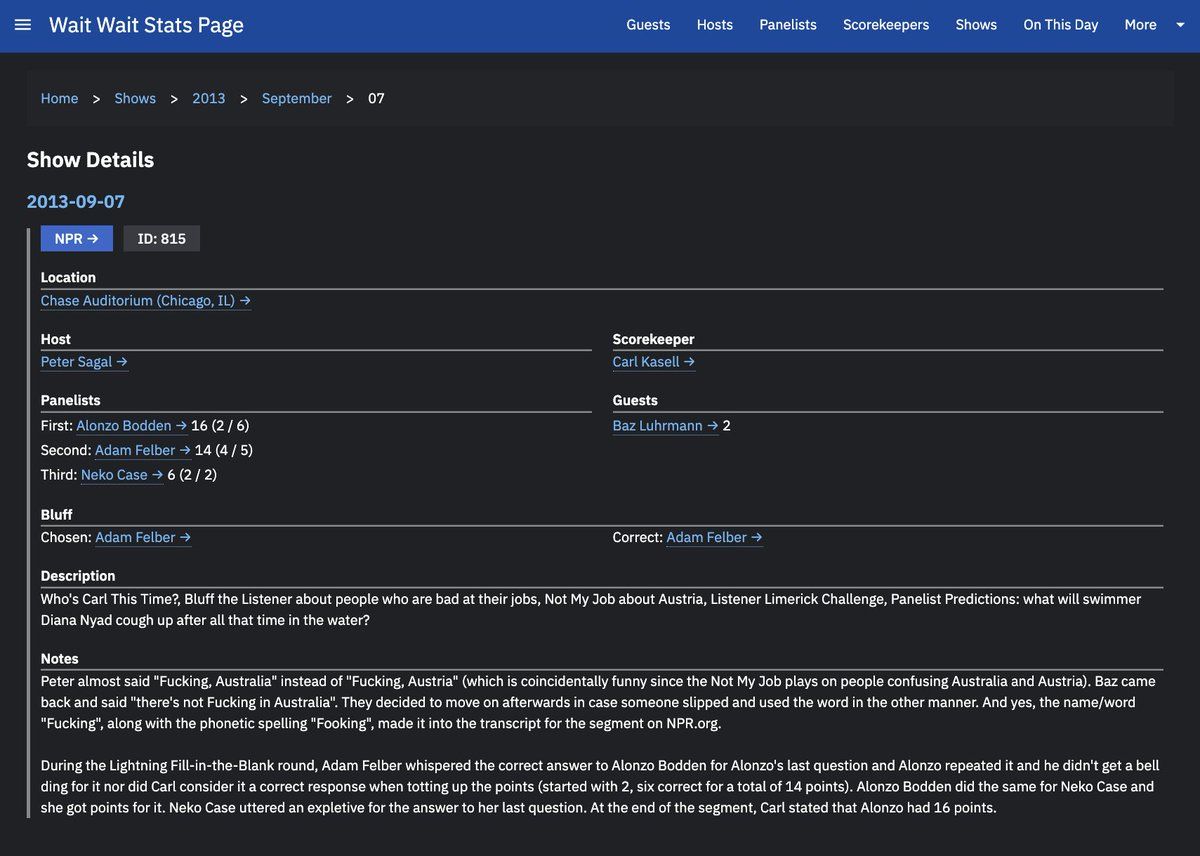 Wait Wait Stats Page
Guests Hosts Panelists Scorekeepers Shows On This Day More
Home > Shows > 2013 > September > 07
Show Details
2013-09-07
NPR → ID: 815
Location
Chase Auditorium (Chicago, IL) →
Host
Peter Sagal →
Scorekeeper
Carl Kasell →
Panelists
First: Alonzo Bodden → 16 (2 / 6)
Second: Adam Felber → 14 (4 / 5)
Third: Neko Case → 6 (2 / 2)
Guests
Baz Luhrmann → 2
Bluff
Chosen: Adam Felber →
Correct: Adam Felber →
Description
Who's Carl This Time?, Bluff the Listener about people who are bad at their jobs, Not My Job about Austria, Listener Limerick Challenge, Panelist Predictions: what will swimmer
Diana Nyad cough up after all that time in the water?
Notes
Peter almost said "Fucking, Australia" instead of "Fucking, Austria" (which is coincidentally funny since the Not My Job plays on people confusing Australia and Austria). Baz came
back and said "there's not Fucking in Australia". They decided to move on afterwards in case someone slipped and used the word in the other manner. And yes, the name/word
"Fucking", along with the phonetic spelling "Fooking", made it into the transcript for the segment on NPR.org.
During the Lightning Fill-in-the-Blank round, Adam Felber whispered the correct answer to Alonzo Bodden for Alonzo's last question and Alonzo repeated it and he didn't get a bell
ding for it nor did Carl consider it a correct response when totting up the points (started with 2, six correct for a total of 14 points). Alonzo Bodden did the same for Neko Case and
she got points for it. Neko Case uttered an expletive for the answer to her last question. At the end of the segment, Carl stated that Alonzo had 16 points.